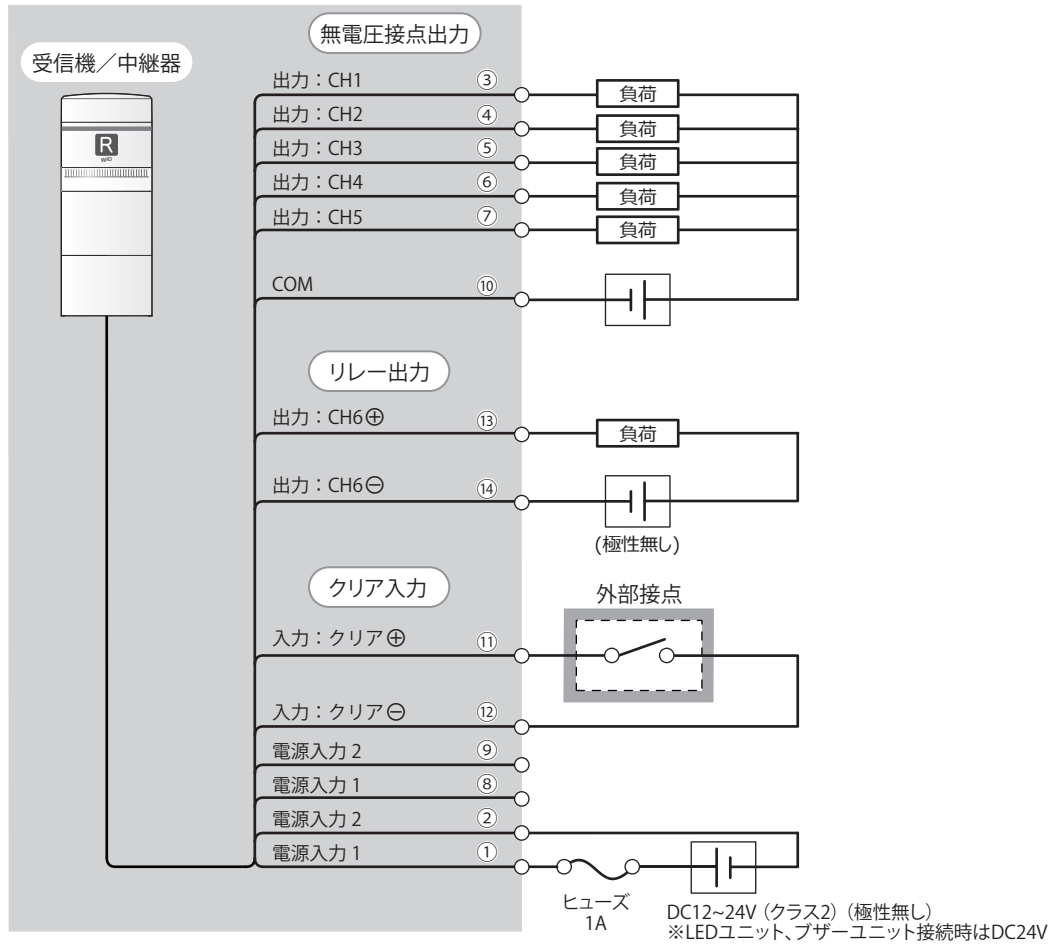 無電圧接点出力
受信機／中継器
R
出力：CH1 ③ 負荷
出力：CH2 ④ 負荷
出力：CH3 ⑤ 負荷
出力：CH4 ⑥ 負荷
出力：CH5 ⑦ 負荷
COM ⑩
リレー出力
出力：CH6⊕ ⑬ 負荷
出力：CH6⊖ ⑭
(極性無し)
クリア入力
外部接点
入力：クリア⊕ ⑪
入力：クリア⊖ ⑫
電源入力 2 ⑨
電源入力 1 ⑧
電源入力 2 ②
電源入力 1 ①
ヒューズ
1A
DC12~24V（クラス2）（極性無し）
※LEDユニット、ブザーユニット接続時はDC24V